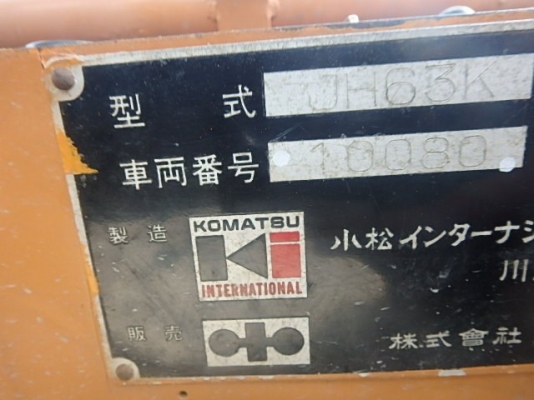 型式 JH63K
車両番号 10080
製造 KOMATSU INTERNATIONAL 小松インターナシ
川
販売 株式會社